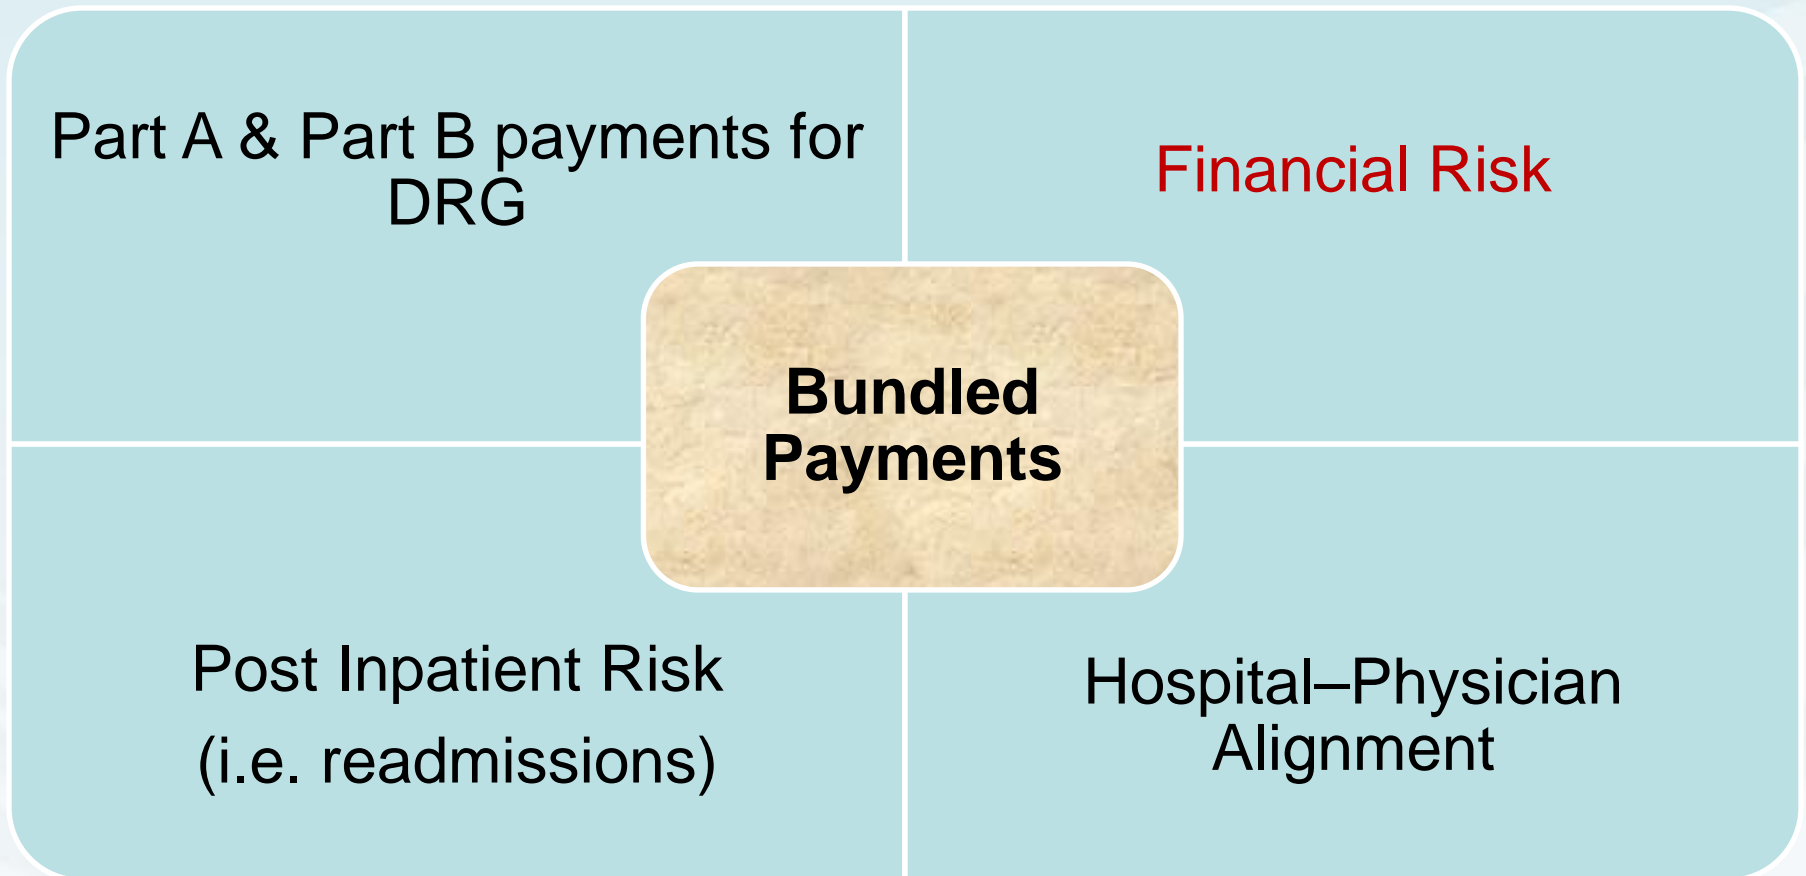 Part A & Part B payments for
DRG
Financial Risk
Bundled
Payments
Post Inpatient Risk
(i.e. readmissions)
Hospital–Physician
Alignment